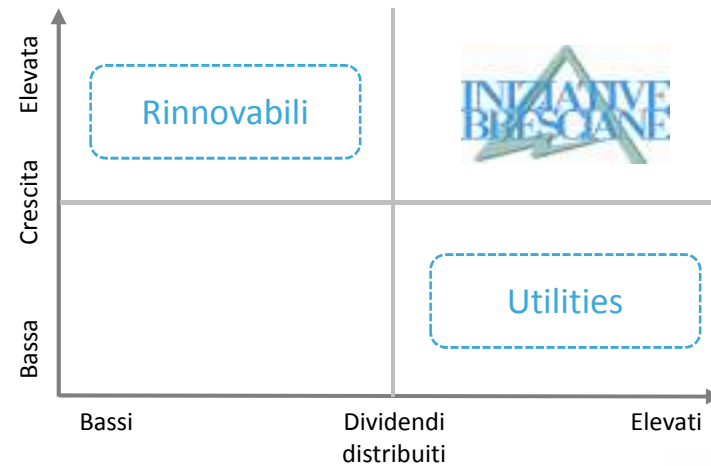 Elevata
Crescita
Bassa
Rinnovabili
INIZIATIVE
BRESCIANE
Utilities
Bassi
Dividendi
distribuiti
Elevati